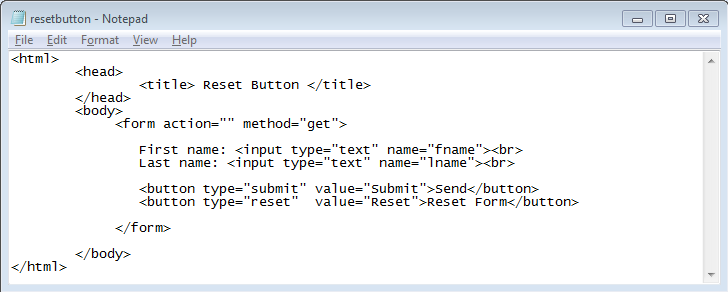 resetbutton - Notepad
File Edit Format View Help
<html>
<head>
<title> Reset Button </title>
</head>
<body>
<form action="" method="get">
First name: <input type="text" name="fname"><br>
Last name: <input type="text" name="lname"><br>
<button type="submit" value="Submit">Send</button>
<button type="reset"  value="Reset">Reset Form</button>
</form>
</body>
</html>